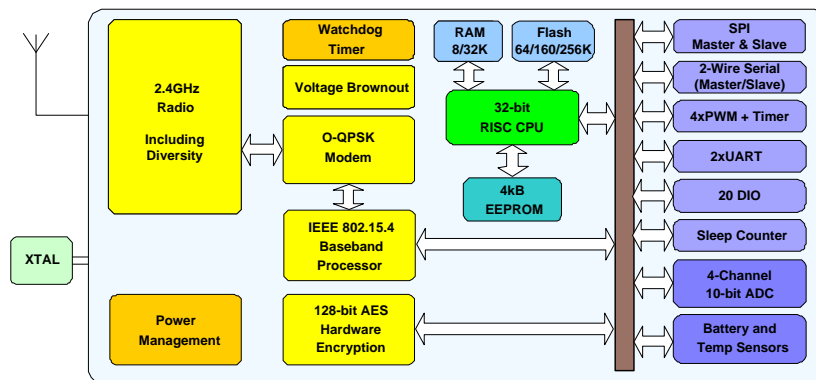 2.4GHz
Radio
Including
Diversity
XTAL
Power
Management
Watchdog
Timer
Voltage Brownout
O-QPSK
Modem
IEEE 802.15.4
Baseband
Processor
128-bit AES
Hardware
Encryption
RAM
8/32K
Flash
64/160/256K
32-bit
RISC CPU
4kB
EEPROM
SPI
Master & Slave
2-Wire Serial
(Master/Slave)
4xPWM + Timer
2xUART
20 DIO
Sleep Counter
4-Channel
10-bit ADC
Battery and
Temp Sensors